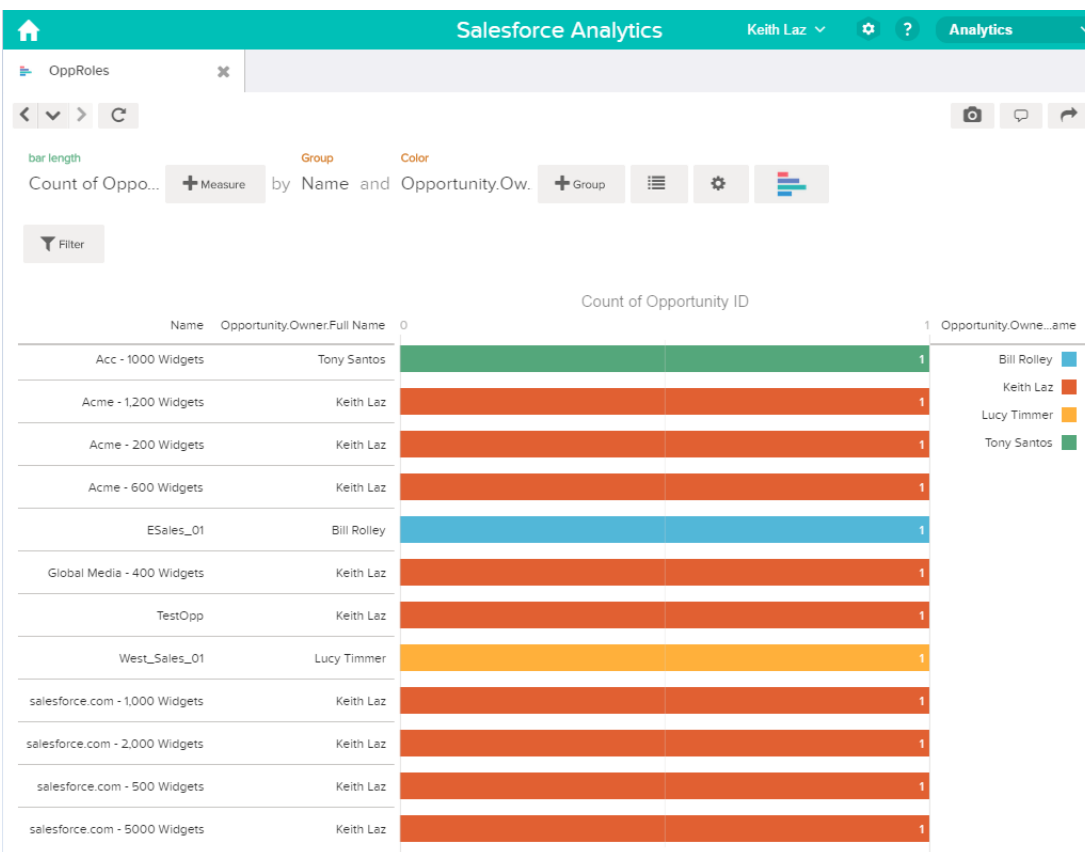 Salesforce Analytics Keith Laz ? Analytics
OppRoles
bar length Group Color
Count of Oppo... + Measure by Name and Opportunity.Ow. + Group
Filter
Count of Opportunity ID
Name Opportunity.Owner.Full Name 0 1 Opportunity.Owne...ame
Acc - 1000 Widgets Tony Santos 1 Bill Rolley
Keith Laz
Acme - 1,200 Widgets Keith Laz 1
Lucy Timmer
Acme - 200 Widgets Keith Laz 1 Tony Santos
Acme - 600 Widgets Keith Laz 1
ESales_01 Bill Rolley 1
Global Media - 400 Widgets Keith Laz 1
TestOpp Keith Laz 1
West_Sales_01 Lucy Timmer 1
salesforce.com - 1,000 Widgets Keith Laz 1
salesforce.com - 2,000 Widgets Keith Laz 1
salesforce.com - 500 Widgets Keith Laz 1
salesforce.com - 5000 Widgets Keith Laz 1